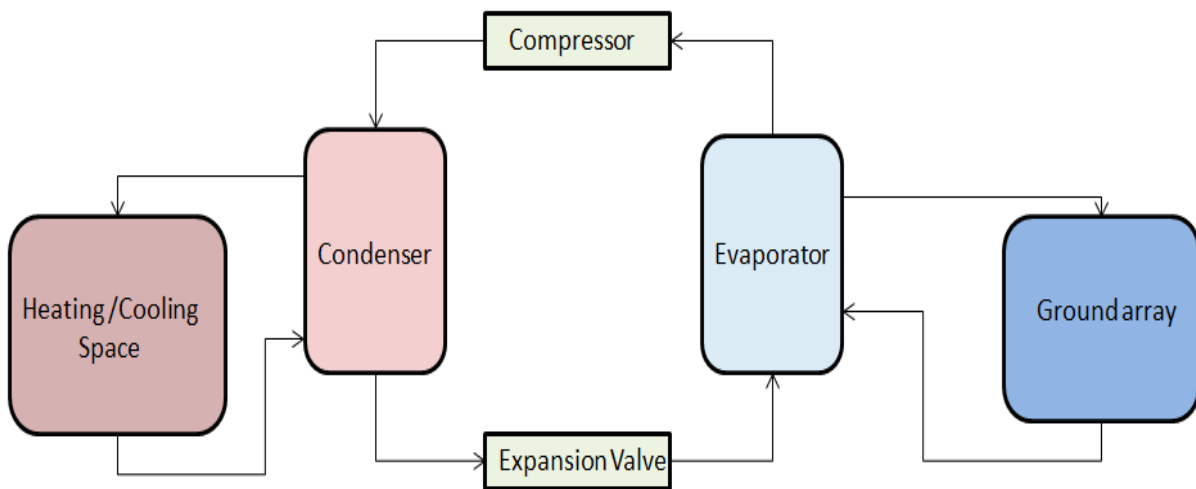 Compressor
Condenser
Evaporator
Heating/Cooling
Space
Ground array
Expansion Valve